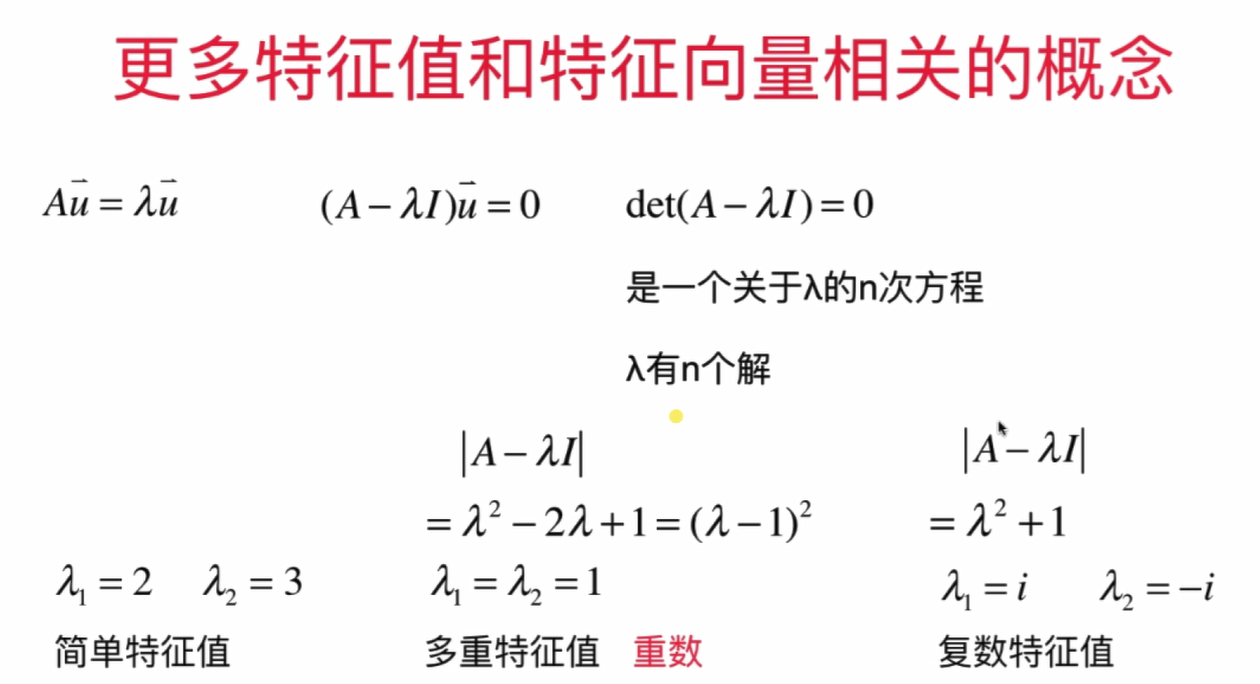 更多特征值和特征向量相关的概念
$A\vec{u} = \lambda\vec{u}$ $(A - \lambda I)\vec{u} = 0$ $\det(A - \lambda I) = 0$
是一个关于λ的n次方程
λ有n个解
$|A - \lambda I|$ $|A - \lambda I|$
$= \lambda^2 - 2\lambda + 1 = (\lambda - 1)^2$ $= \lambda^2 + 1$
$\lambda_1 = 2$ $\lambda_2 = 3$ $\lambda_1 = \lambda_2 = 1$ $\lambda_1 = i$ $\lambda_2 = -i$
简单特征值 多重特征值 重数 复数特征值